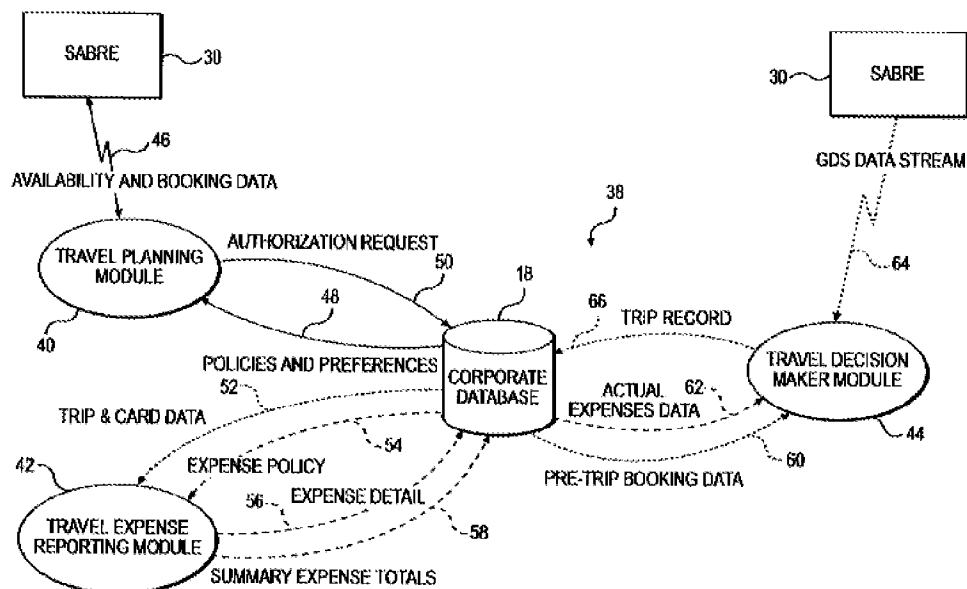 SABRE
30
30
SABRE
46
AVAILABILITY AND BOOKING DATA
GDS DATA STREAM
38
AUTHORIZATION REQUEST
TRAVEL PLANNING
MODULE
50
18
64
48
66
TRIP RECORD
40
POLICIES AND PREFERENCES
CORPORATE
DATABASE
TRAVEL DECISION
MAKER MODULE
52
ACTUAL
EXPENSES DATA
62
TRIP & CARD DATA
54
44
42
EXPENSE POLICY
60
PRE-TRIP BOOKING DATA
56
EXPENSE DETAIL
58
TRAVEL EXPENSE
REPORTING MODULE
SUMMARY EXPENSE TOTALS